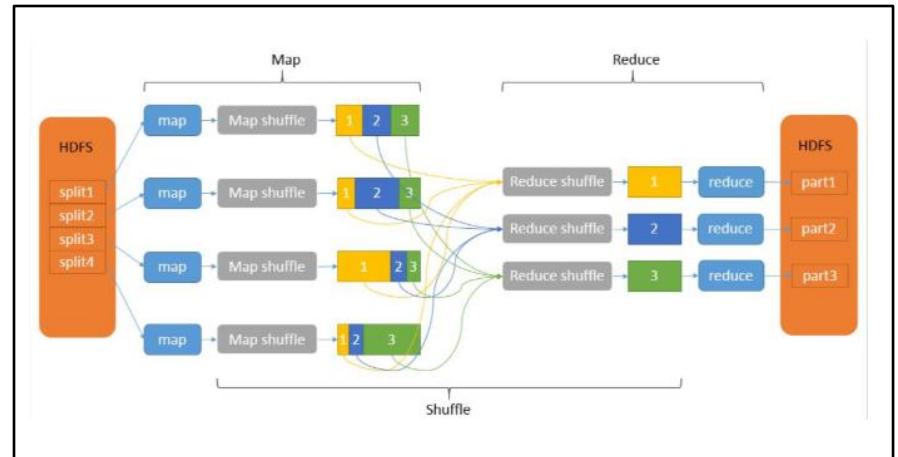 Map
Reduce
HDFS
split1
split2
split3
split4
map
Map shuffle
1 2 3
map
Map shuffle
1 2 3
map
Map shuffle
1 2 3
map
Map shuffle
1 2 3
Reduce shuffle
1
reduce
Reduce shuffle
2
reduce
Reduce shuffle
3
reduce
HDFS
part1
part2
part3
Shuffle